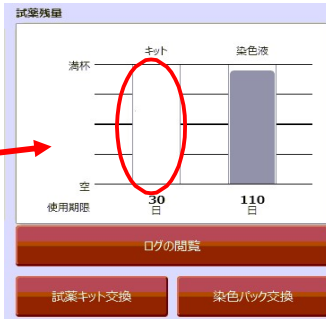 試薬残量
キット 染色液
満杯
空
使用期限 30 110
日 日
ログの閲覧
試薬キット交換 染色パック交換